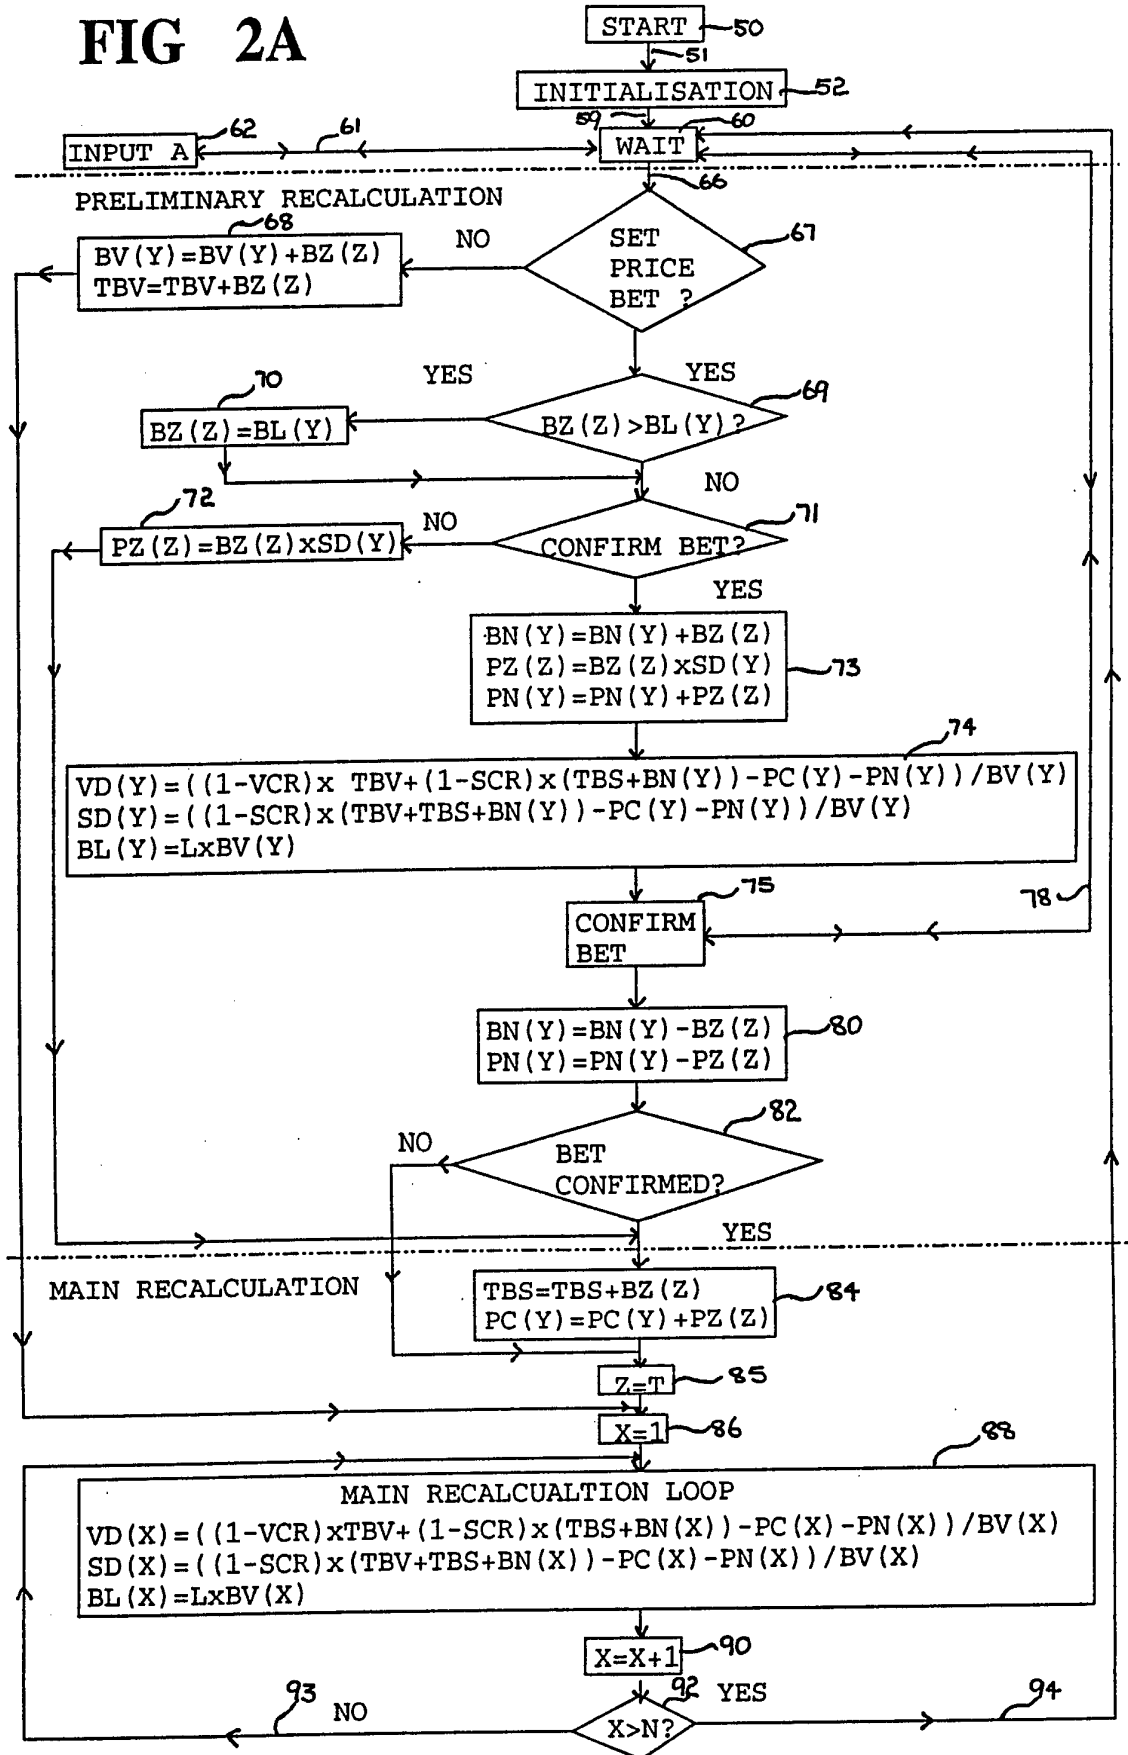 FIG 2A
START
50
51
INITIALISATION
52
59
60
62
61
INPUT A
WAIT
66
PRELIMINARY RECALCULATION
68
NO
67
BV(Y)=BV(Y)+BZ(Z)
TBV=TBV+BZ(Z)
SET
PRICE
BET ?
70
YES
YES
69
BZ(Z)=BL(Y)
BZ(Z)>BL(Y)?
NO
72
NO
71
PZ(Z)=BZ(Z)xSD(Y)
CONFIRM BET?
YES
BN(Y)=BN(Y)+BZ(Z)
PZ(Z)=BZ(Z)xSD(Y)
PN(Y)=PN(Y)+PZ(Z)
73
74
VD(Y)=((1-VCR)x TBV+(1-SCR)x(TBS+BN(Y))-PC(Y)-PN(Y))/BV(Y)
SD(Y)=((1-SCR)x(TBV+TBS+BN(Y))-PC(Y)-PN(Y))/BV(Y)
BL(Y)=LxBV(Y)
75
78
CONFIRM
BET
BN(Y)=BN(Y)-BZ(Z)
PN(Y)=PN(Y)-PZ(Z)
80
82
NO
BET
CONFIRMED?
YES
MAIN RECALCULATION
TBS=TBS+BZ(Z)
PC(Y)=PC(Y)+PZ(Z)
84
Z=T
85
X=1
86
88
MAIN RECALCUALTION LOOP
VD(X)=((1-VCR)xTBV+(1-SCR)x(TBS+BN(X))-PC(X)-PN(X))/BV(X)
SD(X)=((1-SCR)x(TBV+TBS+BN(X))-PC(X)-PN(X))/BV(X)
BL(X)=LxBV(X)
X=X+1
90
93
NO
92
YES
94
X>N?